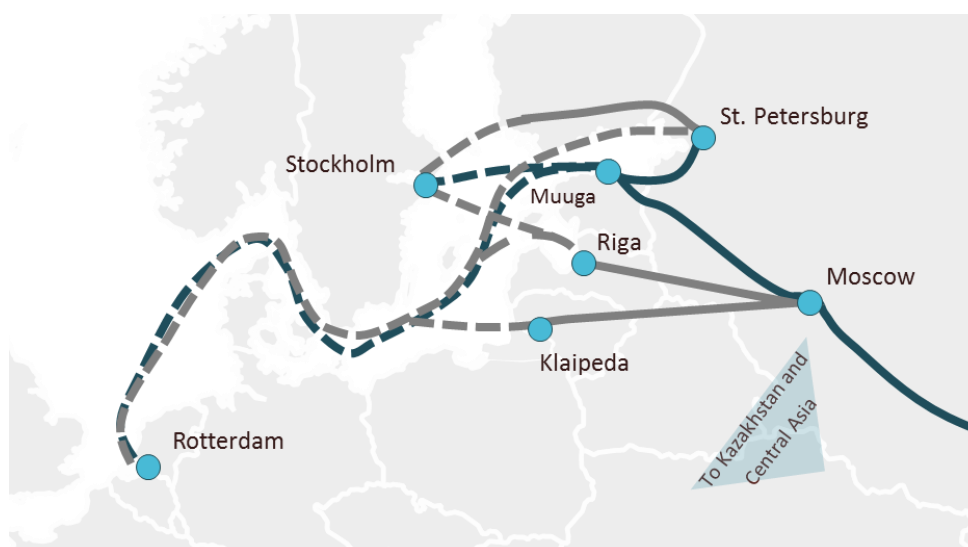 St. Petersburg
Stockholm
Muuga
Riga
Moscow
Klaipeda
To Kazakhstan and
Central Asia
Rotterdam